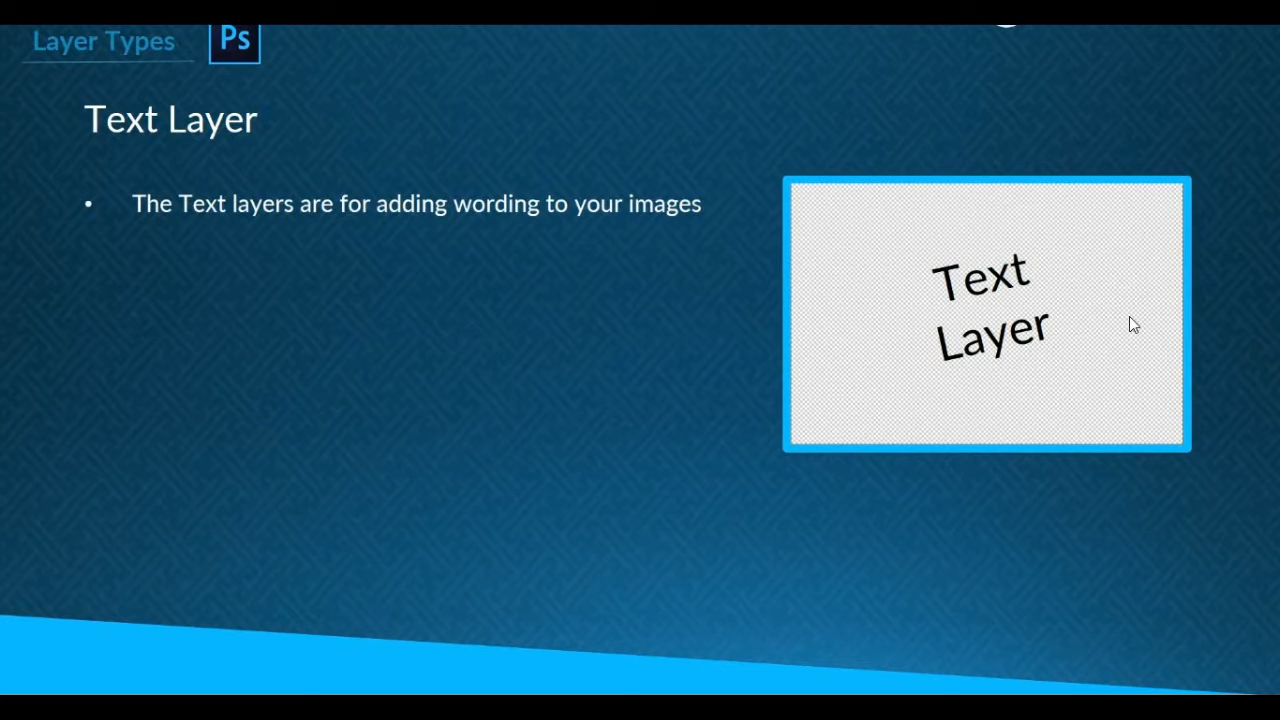 Layer Types
Ps
Text Layer
• The Text layers are for adding wording to your images
Text
Layer